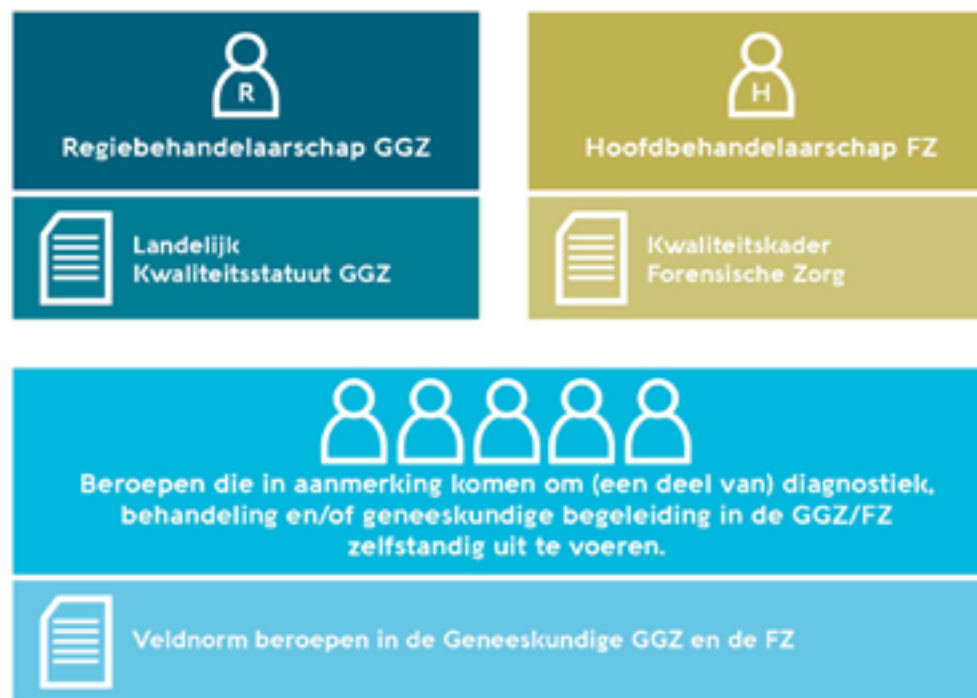 R
Regiebehandelaarschap GGZ
Landelijk
Kwaliteitsstatuut GGZ
H
Hoofdbehandelaarschap FZ
Kwaliteitskader
Forensische Zorg
Beroepen die in aanmerking komen om (een deel van) diagnostiek,
behandeling en/of geneeskundige begeleiding in de GGZ/FZ
zelfstandig uit te voeren.
Veldnorm beroepen in de Geneeskundige GGZ en de FZ